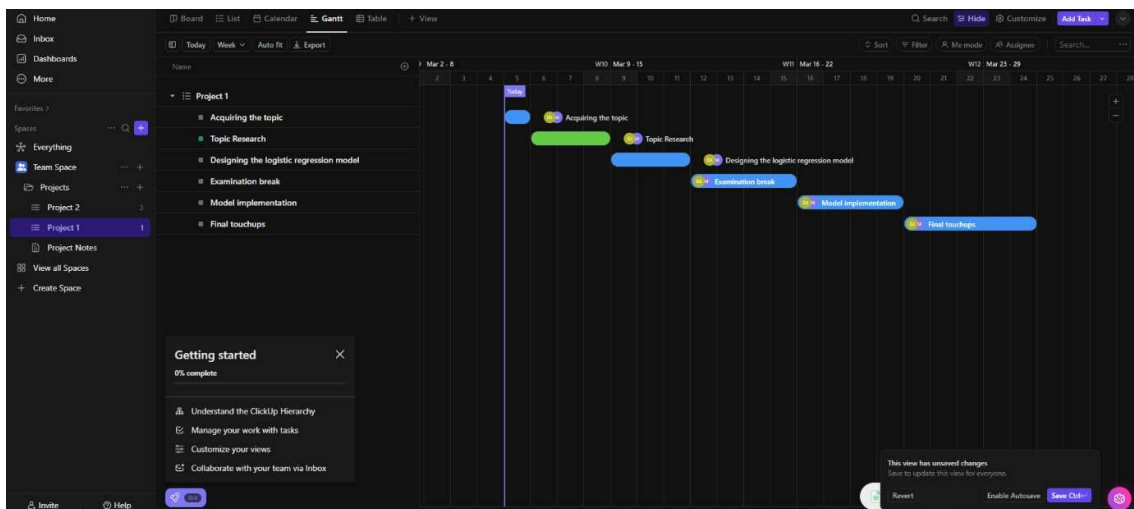 Home
Inbox
Dashboards
More
Favorites >
Spaces
Everything
Team Space
Projects
Project 2
3
Project 1
1
Project Notes
View all Spaces
+ Create Space
Invite
Help
Board
List
Calendar
Gantt
Table
+ View
Search
Hide
Customize
Add Task
Today
Week
Auto fit
Export
Sort
Filter
Me mode
Assignee
Search...
Name
Project 1
Acquiring the topic
Topic Research
Designing the logistic regression model
Examination break
Model implementation
Final touchups
Mar 2 - 8
W10 Mar 9 - 15
W11 Mar 16 - 22
W12 Mar 23 - 29
2 3 4 5 6 7 8 9 10 11 12 13 14 15 16 17 18 19 20 21 22 23 24 25 26 27 28
Today
Acquiring the topic
Topic Research
Designing the logistic regression model
Examination break
Model implementation
Final touchups
Getting started
0% complete
Understand the ClickUp Hierarchy
Manage your work with tasks
Customize your views
Collaborate with your team via Inbox
This view has unsaved changes
Save to update this view for everyone.
Revert
Enable Autosave
Save Ctrl↵